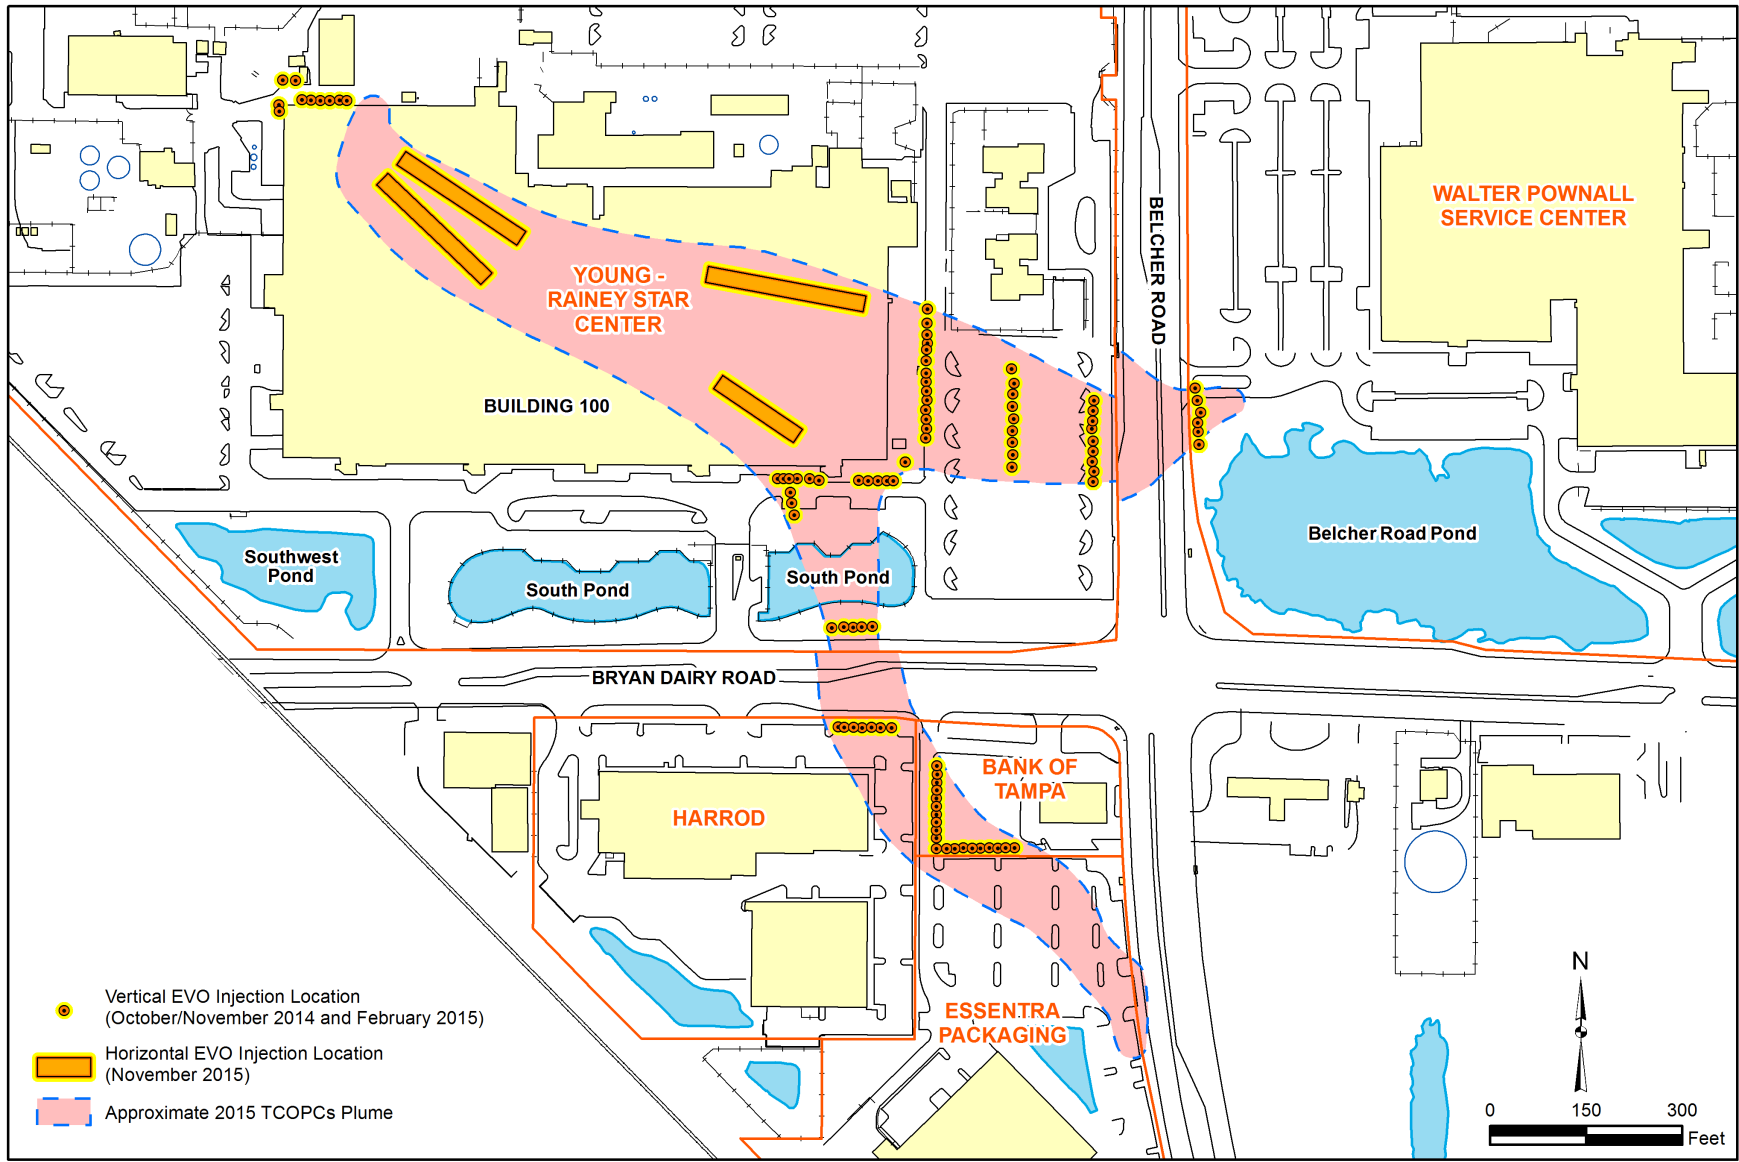 WALTER POWNALL
SERVICE CENTER
BELCHER ROAD
YOUNG -
RAINEY STAR
CENTER
BUILDING 100
Belcher Road Pond
Southwest
Pond
South Pond
South Pond
BRYAN DAIRY ROAD
BANK OF
TAMPA
HARROD
ESSENTRA
PACKAGING
Vertical EVO Injection Location
(October/November 2014 and February 2015)
Horizontal EVO Injection Location
(November 2015)
Approximate 2015 TCOPCs Plume
N
0 150 300
Feet